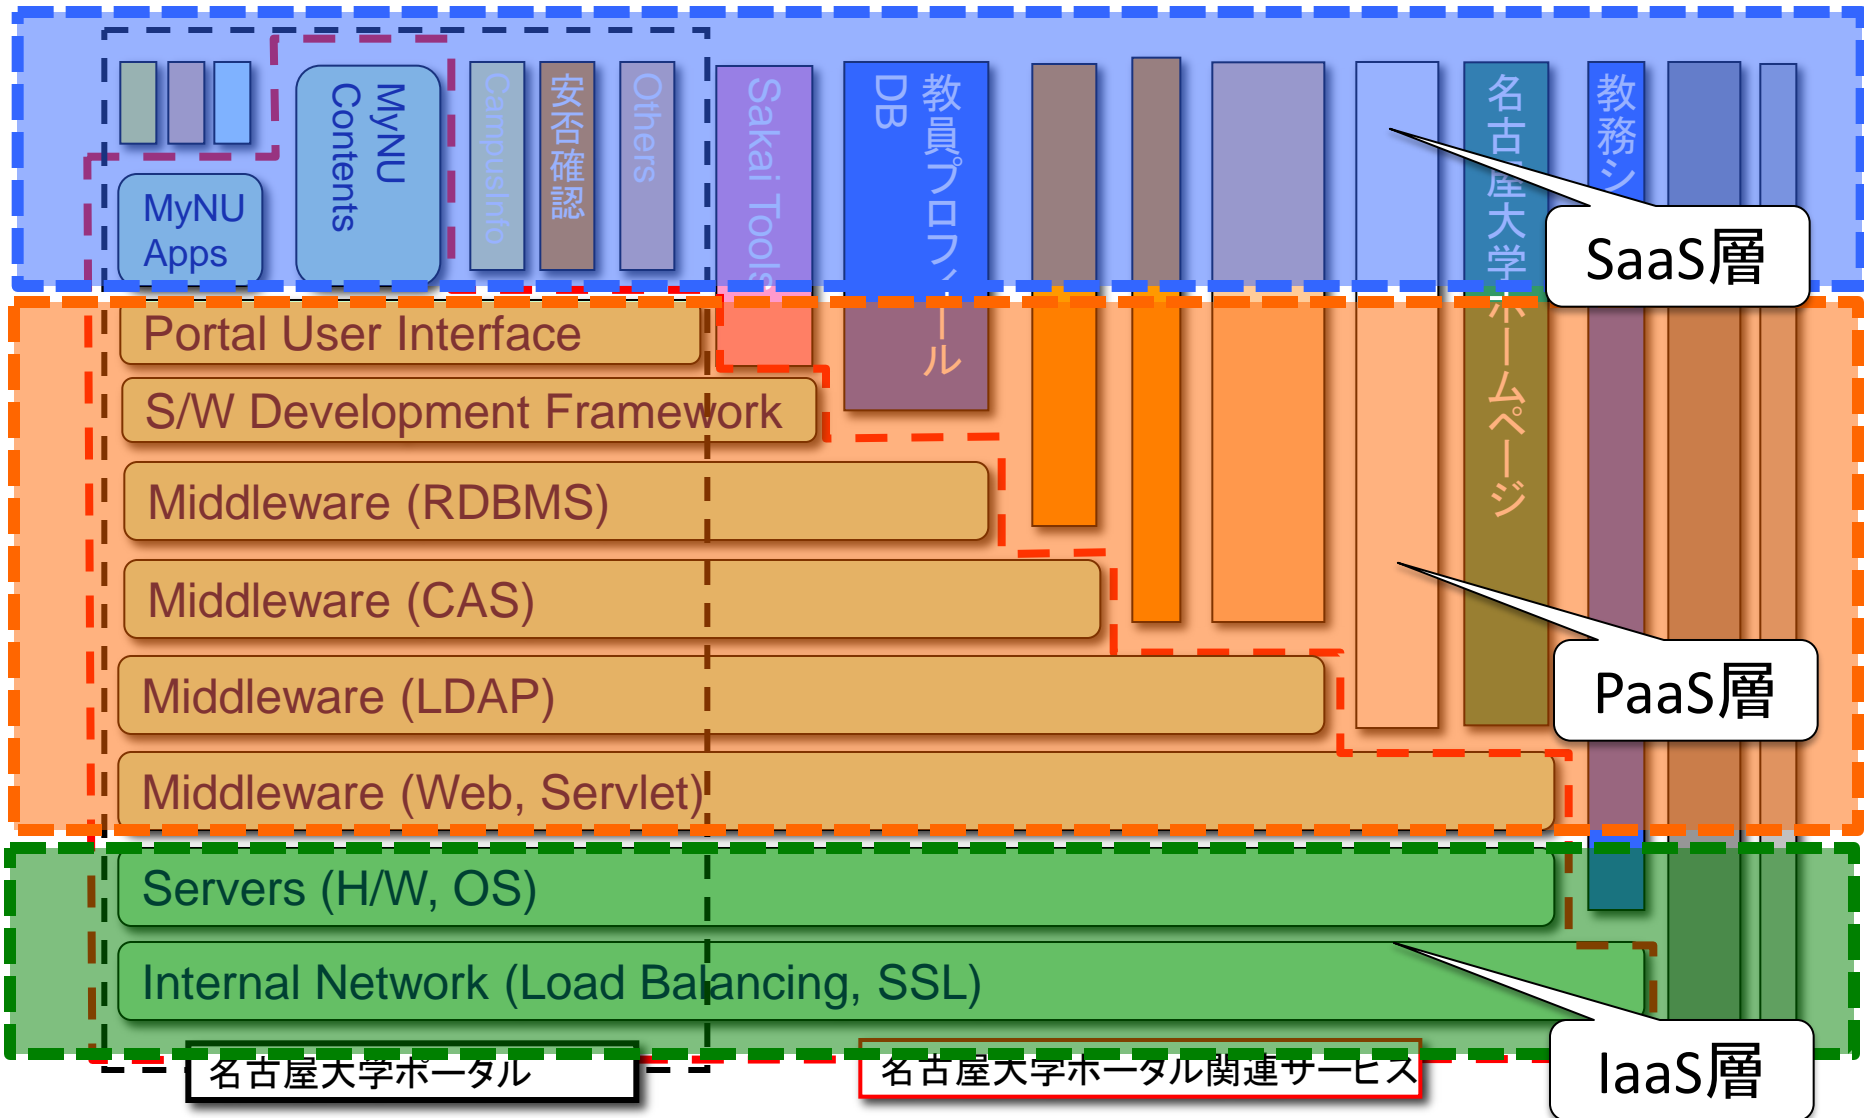 MyNU
Contents
CampusInfo
安否確認
Others
Sakai Tools
教員プロフィール
DB
名古屋大学ホームページ
教務シ
MyNU
Apps
SaaS層
Portal User Interface
S/W Development Framework
Middleware (RDBMS)
Middleware (CAS)
Middleware (LDAP)
PaaS層
Middleware (Web, Servlet)
Servers (H/W, OS)
Internal Network (Load Balancing, SSL)
IaaS層
名古屋大学ポータル
名古屋大学ポータル関連サービス